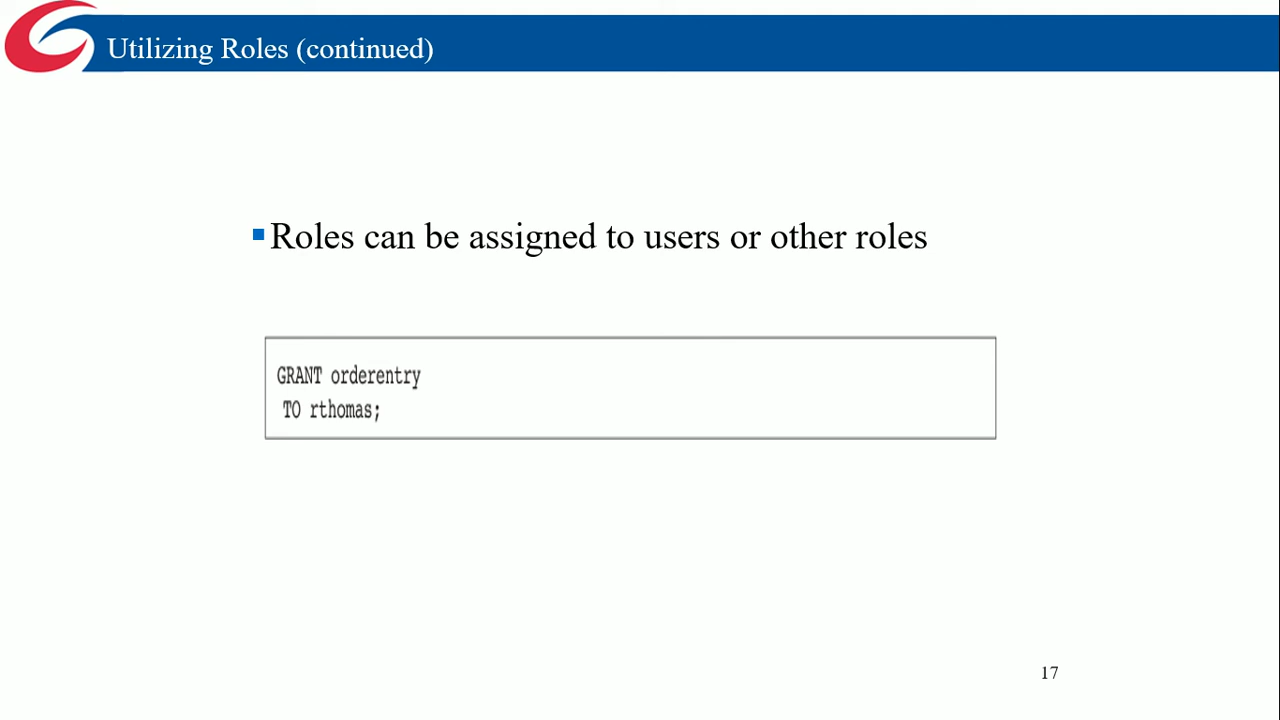 Utilizing Roles (continued)
Roles can be assigned to users or other roles
GRANT orderentry
TO rthomas;
17